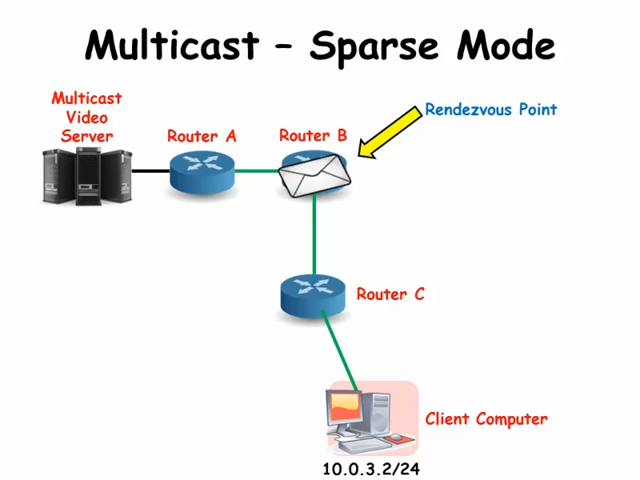 Multicast – Sparse Mode
Multicast
Video
Server
Router A
Router B
Rendezvous Point
Router C
Client Computer
10.0.3.2/24